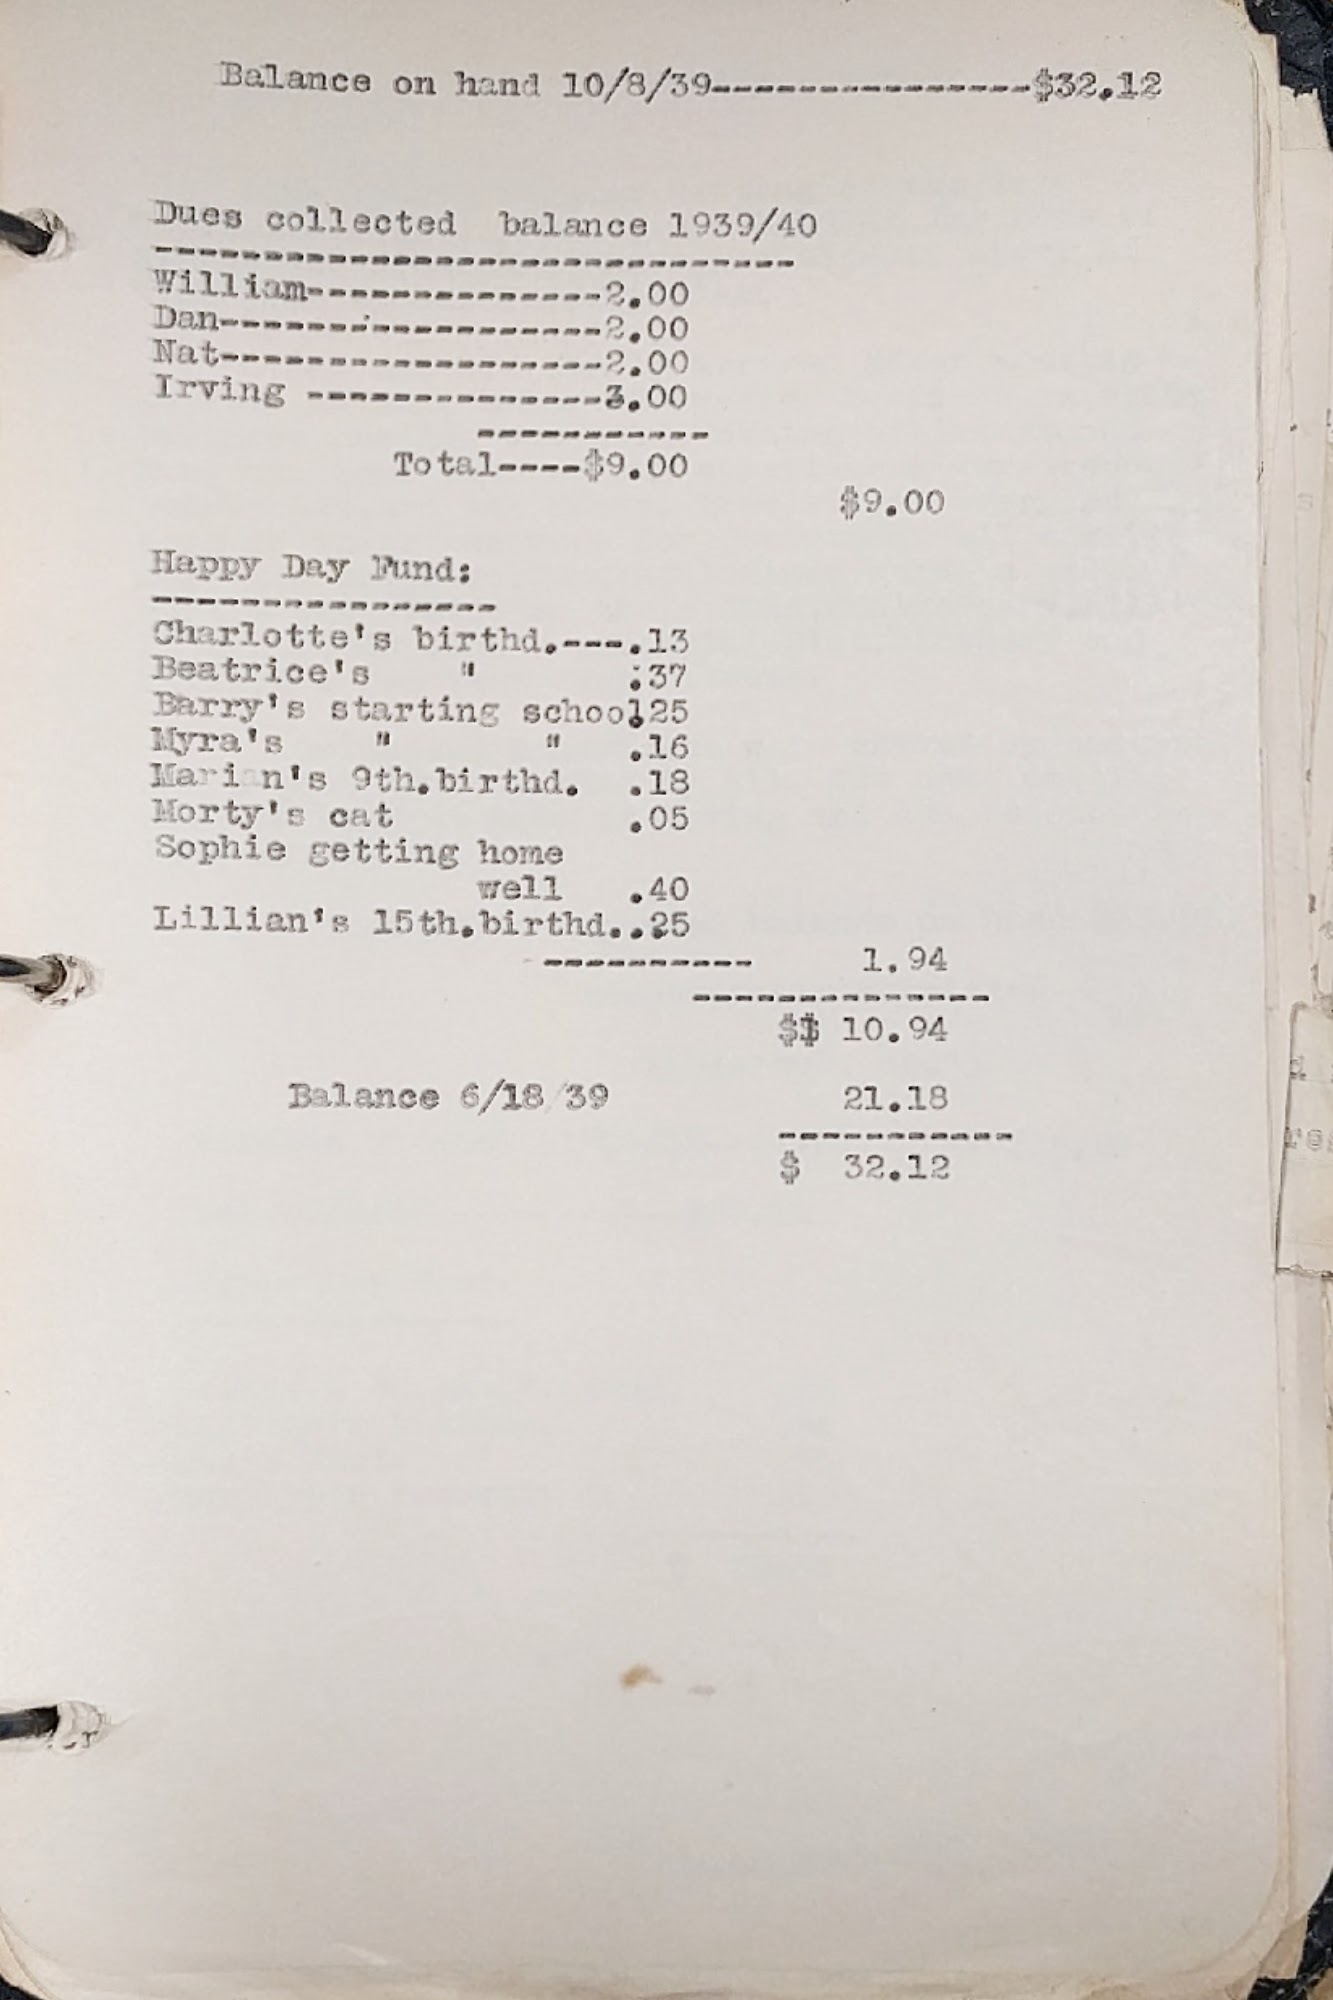 Balance on hand 10/8/39----------------$32.12
Dues collected balance 1939/40
------------------------------
William--------------2.00
Dan------------------2.00
Nat------------------2.00
Irving --------------3.00
-----------
Total----$9.00
$9.00
Happy Day Fund:
----------------
Charlotte's birthd.---.13
Beatrice's " .37
Barry's starting school.25
Myra's " " .16
Marian's 9th.birthd. .18
Morty's cat .05
Sophie getting home
well .40
Lillian's 15th.birthd..25
---------- 1.94
--------------
$$ 10.94
Balance 6/18/39 21.18
-----------
$ 32.12